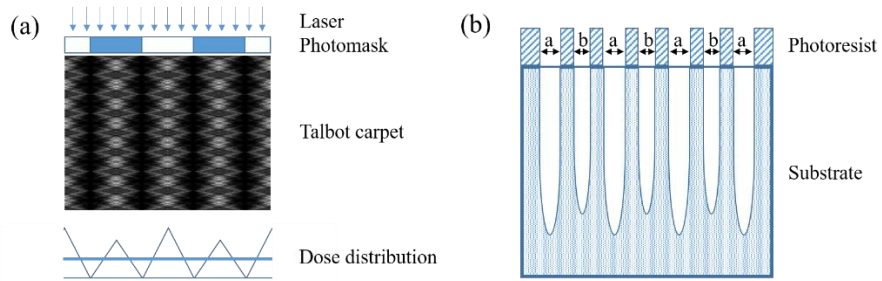 (a)
Laser
Photomask
Talbot carpet
Dose distribution
(b)
a b a b a b a
Photoresist
Substrate